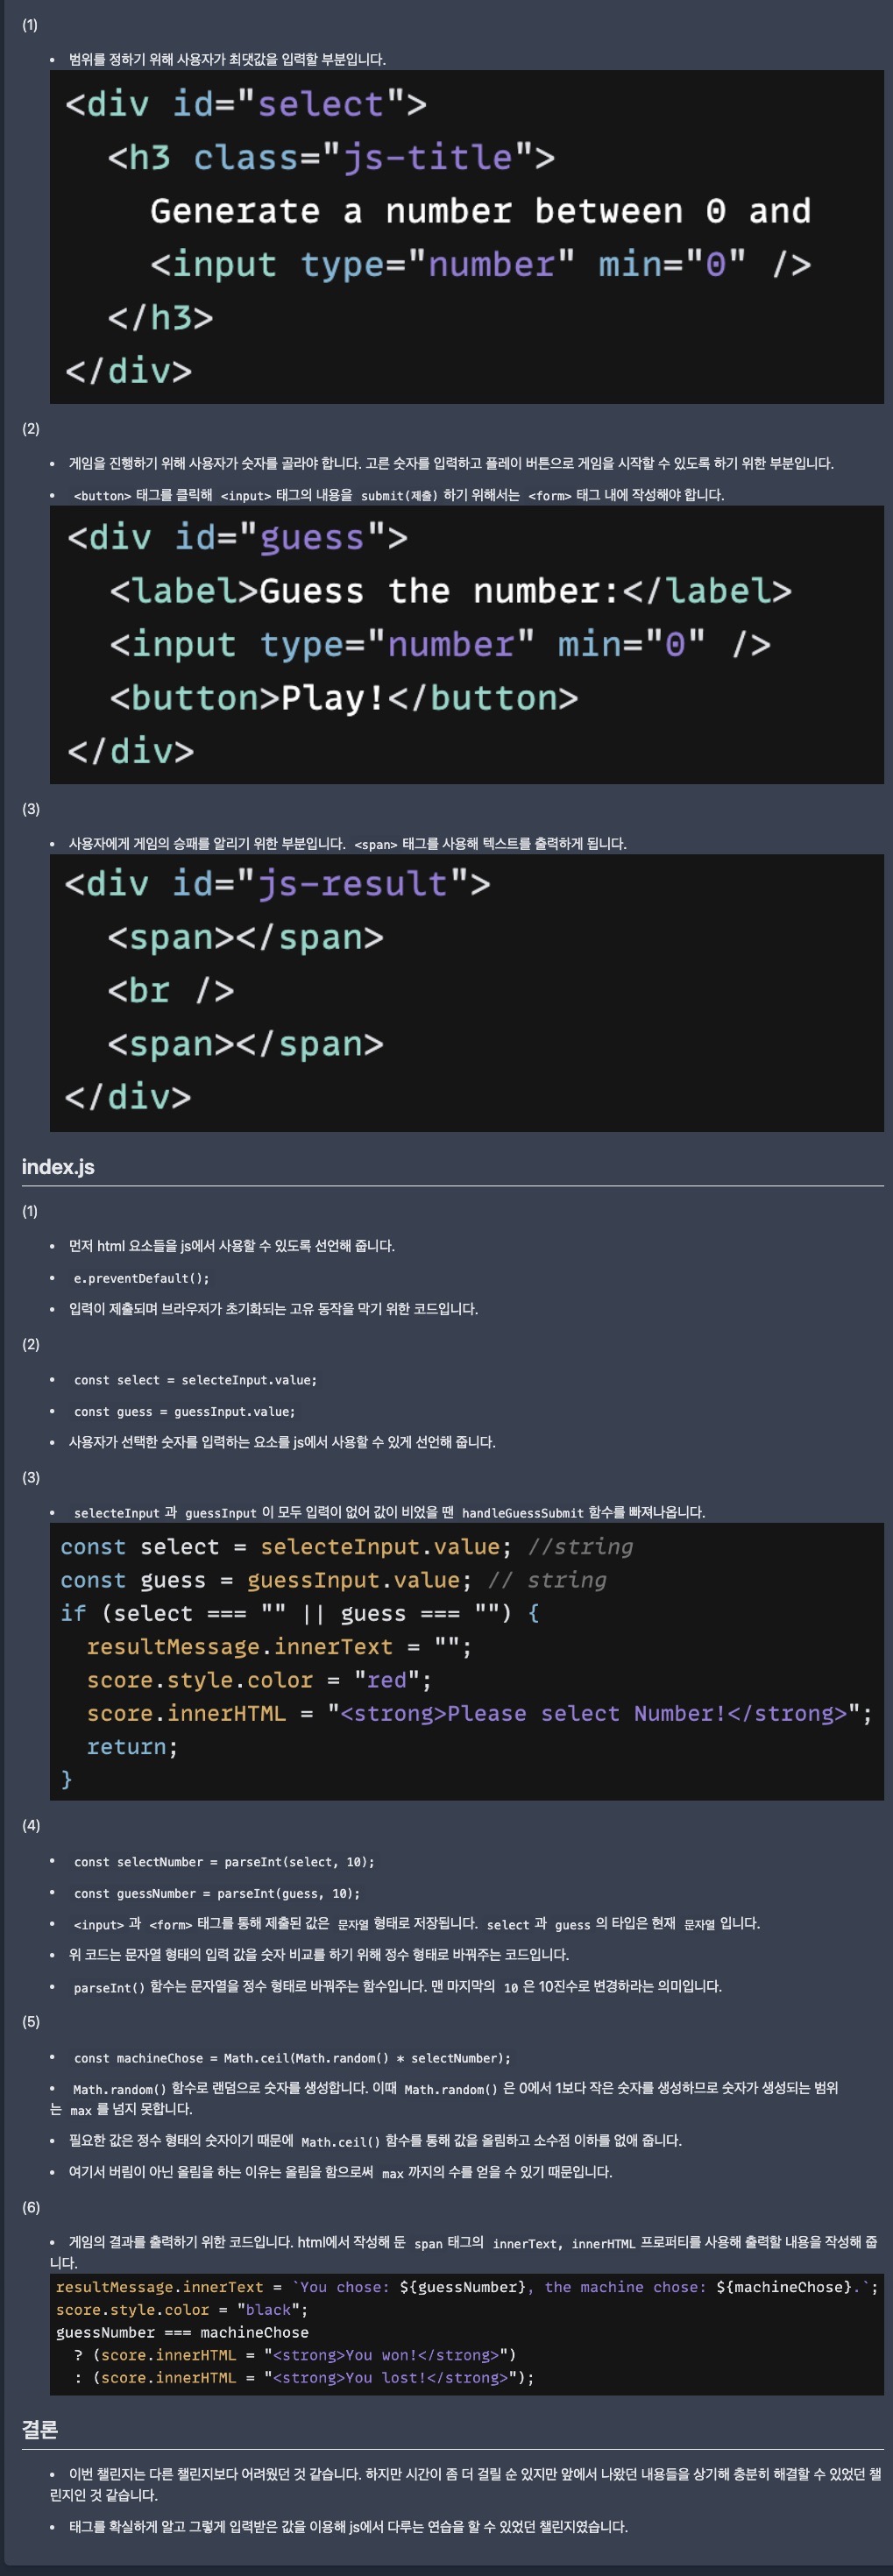 (1)
• 범위를 정하기 위해 사용자가 최댓값을 입력할 부분입니다.
<div id="select">
<h3 class="js-title">
Generate a number between 0 and
<input type="number" min="0" />
</h3>
</div>
(2)
• 게임을 진행하기 위해 사용자가 숫자를 골라야 합니다. 고른 숫자를 입력하고 플레이 버튼으로 게임을 시작할 수 있도록 하기 위한 부분입니다.
• <button> 태그를 클릭해 <input> 태그의 내용을 submit(제출) 하기 위해서는 <form> 태그 내에 작성해야 합니다.
<div id="guess">
<label>Guess the number:</label>
<input type="number" min="0" />
<button>Play!</button>
</div>
(3)
• 사용자에게 게임의 승패를 알리기 위한 부분입니다. <span> 태그를 사용해 텍스트를 출력하게 됩니다.
<div id="js-result">
<span></span>
<br />
<span></span>
</div>
index.js
(1)
• 먼저 html 요소들을 js에서 사용할 수 있도록 선언해 줍니다.
• e.preventDefault();
• 입력이 제출되며 브라우저가 초기화되는 고유 동작을 막기 위한 코드입니다.
(2)
• const select = selecteInput.value;
• const guess = guessInput.value;
• 사용자가 선택한 숫자를 입력하는 요소를 js에서 사용할 수 있게 선언해 줍니다.
(3)
• selecteInput 과 guessInput 이 모두 입력이 없어 값이 비었을 땐 handleGuessSubmit 함수를 빠져나옵니다.
const select = selecteInput.value; //string
const guess = guessInput.value; // string
if (select === "" || guess === "") {
resultMessage.innerText = "";
score.style.color = "red";
score.innerHTML = "<strong>Please select Number!</strong>";
return;
}
(4)
• const selectNumber = parseInt(select, 10);
• const guessNumber = parseInt(guess, 10);
• <input> 과 <form> 태그를 통해 제출된 값은 문자열 형태로 저장됩니다. select 과 guess 의 타입은 현재 문자열 입니다.
• 위 코드는 문자열 형태의 입력 값을 숫자 비교를 하기 위해 정수 형태로 바꿔주는 코드입니다.
• parseInt() 함수는 문자열을 정수 형태로 바꿔주는 함수입니다. 맨 마지막의 10 은 10진수로 변경하라는 의미입니다.
(5)
• const machineChose = Math.ceil(Math.random() * selectNumber);
• Math.random() 함수로 랜덤으로 숫자를 생성합니다. 이때 Math.random() 은 0에서 1보다 작은 숫자를 생성하므로 숫자가 생성되는 범위
는 max 를 넘지 못합니다.
• 필요한 값은 정수 형태의 숫자이기 때문에 Math.ceil() 함수를 통해 값을 올림하고 소수점 이하를 없애 줍니다.
• 여기서 버림이 아닌 올림을 하는 이유는 올림을 함으로써 max 까지의 수를 얻을 수 있기 때문입니다.
(6)
• 게임의 결과를 출력하기 위한 코드입니다. html에서 작성해 둔 span 태그의 innerText, innerHTML 프로퍼티를 사용해 출력할 내용을 작성해 줍
니다.
resultMessage.innerText = `You chose: ${guessNumber}, the machine chose: ${machineChose}.`;
score.style.color = "black";
guessNumber === machineChose
? (score.innerHTML = "<strong>You won!</strong>")
: (score.innerHTML = "<strong>You lost!</strong>");
결론
• 이번 챌린지는 다른 챌린지보다 어려웠던 것 같습니다. 하지만 시간이 좀 더 걸릴 순 있지만 앞에서 나왔던 내용들을 상기해 충분히 해결할 수 있었던 챌
린지인 것 같습니다.
• 태그를 확실하게 알고 그렇게 입력받은 값을 이용해 js에서 다루는 연습을 할 수 있었던 챌린지였습니다.